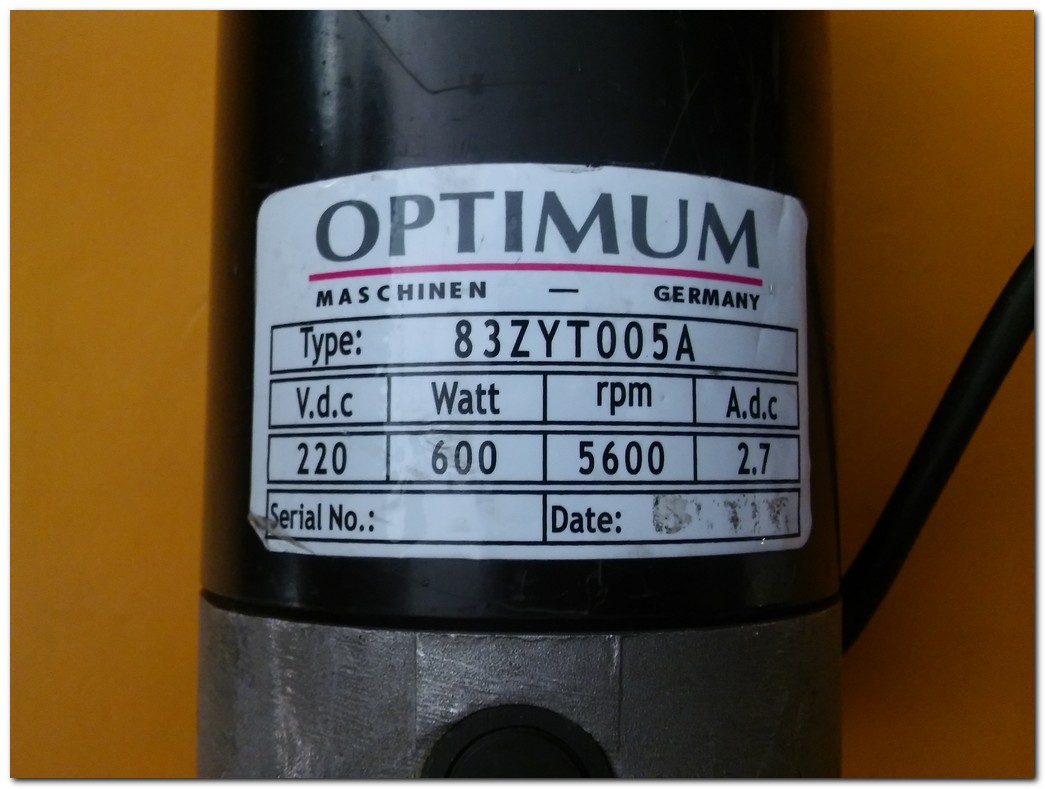 OPTIMUM
MASCHINEN — GERMANY
Type: 83ZYT005A
V.d.c Watt rpm A.d.c
220 600 5600 2.7
Serial No.: Date: